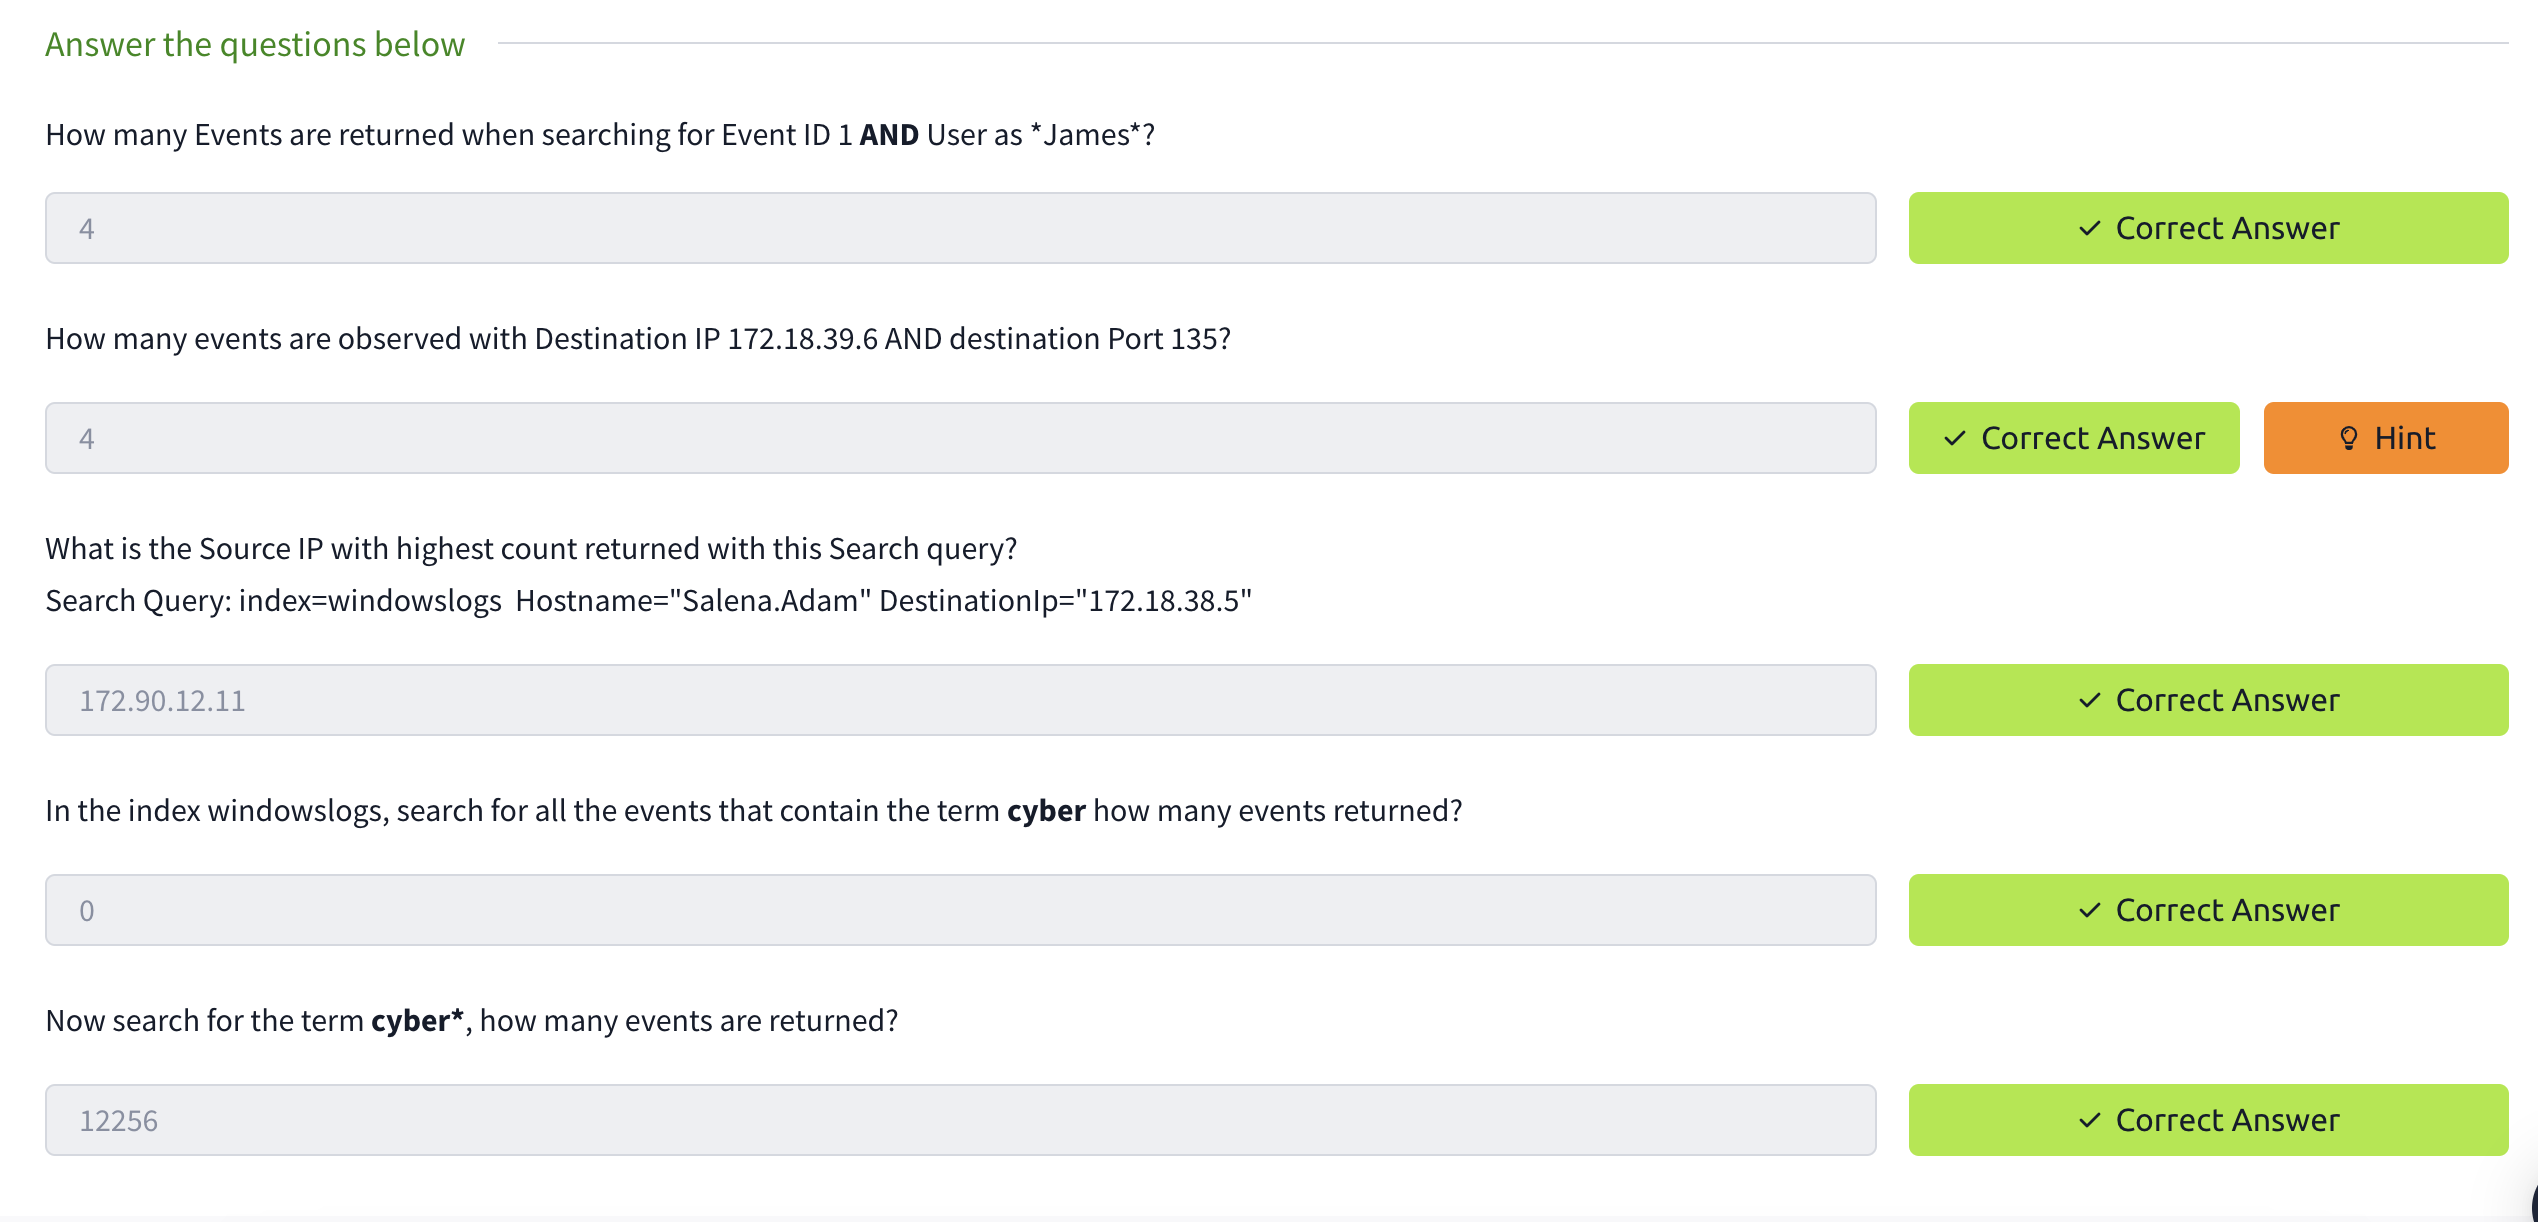 Answer the questions below
How many Events are returned when searching for Event ID 1 AND User as *James*?
4
Correct Answer
How many events are observed with Destination IP 172.18.39.6 AND destination Port 135?
4
Correct Answer
Hint
What is the Source IP with highest count returned with this Search query?
Search Query: index=windowslogs  Hostname="Salena.Adam" DestinationIp="172.18.38.5"
172.90.12.11
Correct Answer
In the index windowslogs, search for all the events that contain the term cyber how many events returned?
0
Correct Answer
Now search for the term cyber*, how many events are returned?
12256
Correct Answer